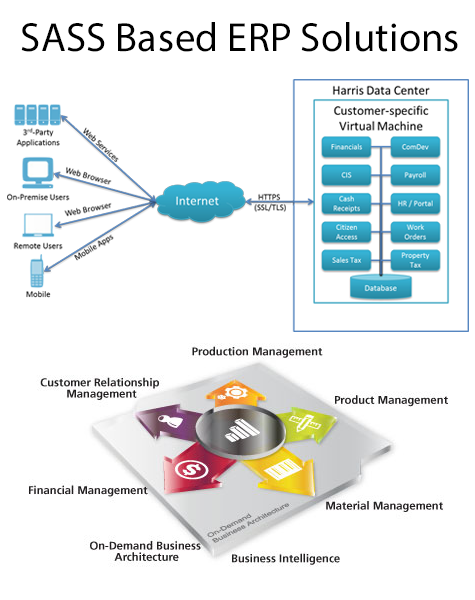 SASS Based ERP Solutions
Harris Data Center
Customer-specific
Virtual Machine
3rd-Party
Applications
Web Services
On-Premise Users
Web Browser
Remote Users
Web Browser
Mobile
Mobile Apps
Internet
HTTPS
(SSL/TLS)
Financials
ComDev
CIS
Payroll
Cash
Receipts
HR / Portal
Citizen
Access
Work
Orders
Sales Tax
Property
Tax
Database
Production Management
Customer Relationship
Management
Product Management
Financial Management
Material Management
On-Demand
Business Architecture
On-Demand Business
Architecture
Business Intelligence